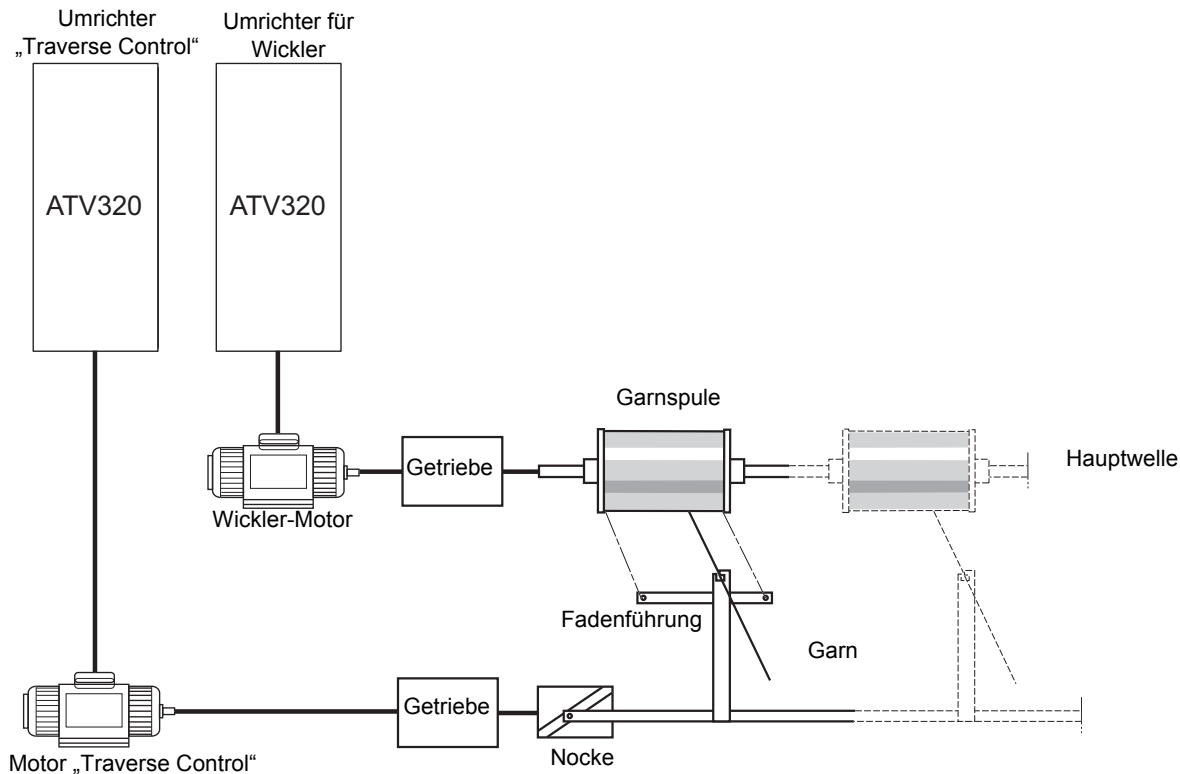 Umrichter
„Traverse Control“
Umrichter für
Wickler
ATV320
ATV320
Garnspule
Hauptwelle
Getriebe
Wickler-Motor
Fadenführung
Garn
Getriebe
Nocke
Motor „Traverse Control“